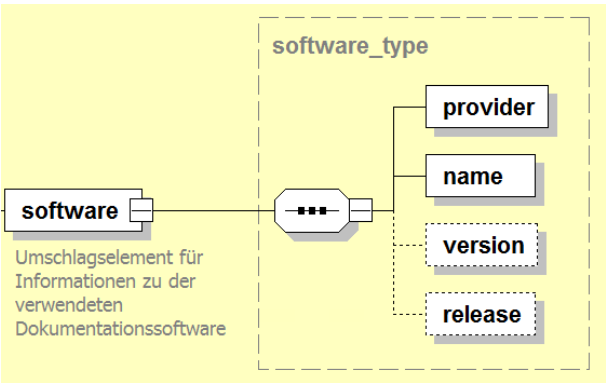 software_type
provider
name
software
version
Umschlagselement für
Informationen zu der
verwendeten
Dokumentationssoftware
release